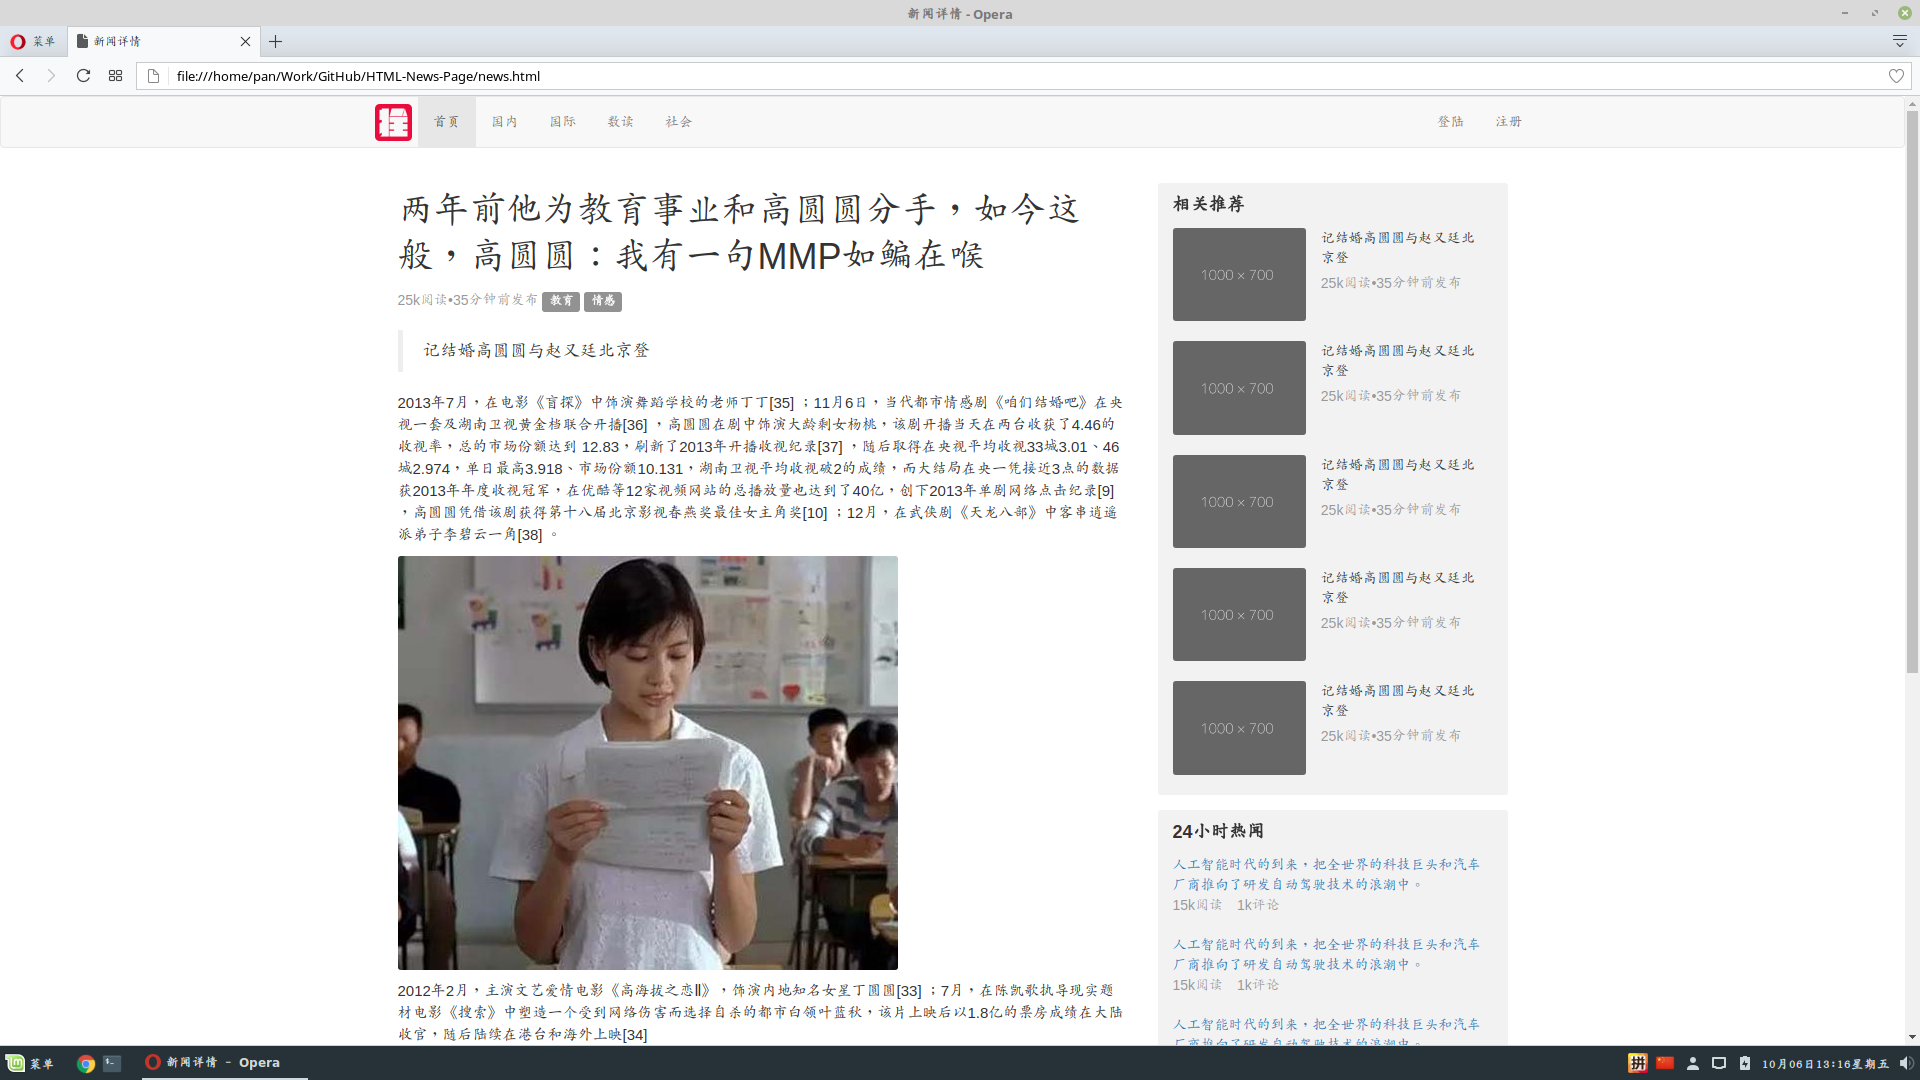 新闻详情 - Opera
菜单
新闻详情
file:///home/pan/Work/GitHub/HTML-News-Page/news.html
首页 国内 国际 数读 社会 登陆 注册
两年前他为教育事业和高圆圆分手，如今这
般，高圆圆：我有一句MMP如鳊在喉
25k阅读•35分钟前发布 教育 情感
记结婚高圆圆与赵又廷北京登
2013年7月，在电影《盲探》中饰演舞蹈学校的老师丁丁[35] ；11月6日，当代都市情感剧《咱们结婚吧》在央
视一套及湖南卫视黄金档联合开播[36] ，高圆圆在剧中饰演大龄剩女杨桃，该剧开播当天在两台收获了4.46的
收视率，总的市场份额达到 12.83，刷新了2013年开播收视纪录[37] ，随后取得在央视平均收视33城3.01、46
城2.974，单日最高3.918、市场份额10.131，湖南卫视平均收视破2的成绩，而大结局在央一凭接近3点的数据
获2013年年度收视冠军，在优酷等12家视频网站的总播放量也达到了40亿，创下2013年单剧网络点击纪录[9]
，高圆圆凭借该剧获得第十八届北京影视春燕奖最佳女主角奖[10] ；12月，在武侠剧《天龙八部》中客串逍遥
派弟子李碧云一角[38] 。
2012年2月，主演文艺爱情电影《高海拔之恋Ⅱ》，饰演内地知名女星丁圆圆[33] ；7月，在陈凯歌执导现实题
材电影《搜索》中塑造一个受到网络伤害而选择自杀的都市白领叶蓝秋，该片上映后以1.8亿的票房成绩在大陆
收官，随后陆续在港台和海外上映[34]
相关推荐
1000 × 700
记结婚高圆圆与赵又廷北
京登
25k阅读•35分钟前发布
1000 × 700
记结婚高圆圆与赵又廷北
京登
25k阅读•35分钟前发布
1000 × 700
记结婚高圆圆与赵又廷北
京登
25k阅读•35分钟前发布
1000 × 700
记结婚高圆圆与赵又廷北
京登
25k阅读•35分钟前发布
1000 × 700
记结婚高圆圆与赵又廷北
京登
25k阅读•35分钟前发布
24小时热闻
人工智能时代的到来，把全世界的科技巨头和汽车
厂商推向了研发自动驾驶技术的浪潮中。
15k阅读 1k评论
人工智能时代的到来，把全世界的科技巨头和汽车
厂商推向了研发自动驾驶技术的浪潮中。
15k阅读 1k评论
人工智能时代的到来，把全世界的科技巨头和汽车
厂商推向了研发自动驾驶技术的浪潮中。
菜单
新闻详情 - Opera
拼
10月06日13:16星期五